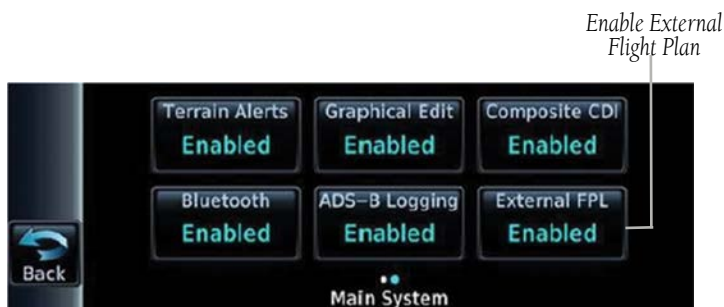 Enable External
Flight Plan
Terrain Alerts
Enabled
Graphical Edit
Enabled
Composite CDI
Enabled
Bluetooth
Enabled
ADS-B Logging
Enabled
External FPL
Enabled
Back
Main System